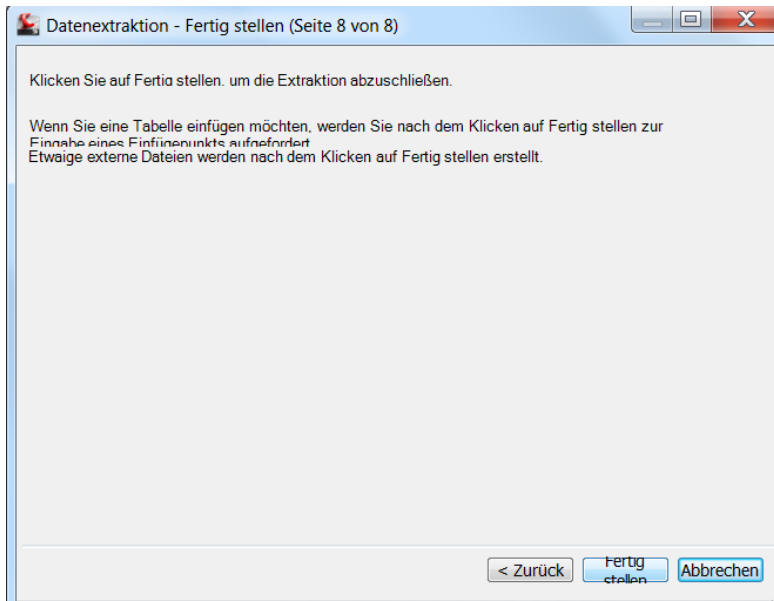 Datenextraktion - Fertig stellen (Seite 8 von 8)
Klicken Sie auf Fertig stellen. um die Extraktion abzuschließen.
Wenn Sie eine Tabelle einfügen möchten, werden Sie nach dem Klicken auf Fertig stellen zur
Eingabe eines Einfügepunkts aufgefordert
Etwaige externe Dateien werden nach dem Klicken auf Fertig stellen erstellt.
< Zurück
Fertig
stellen
Abbrechen